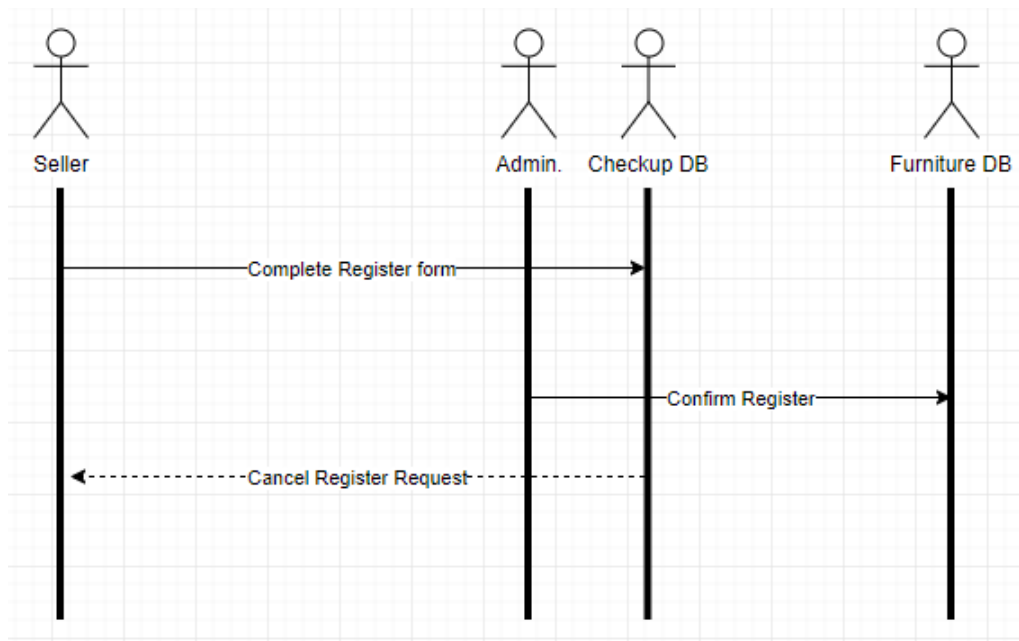 Seller
Admin.
Checkup DB
Furniture DB
Complete Register form
Confirm Register
Cancel Register Request